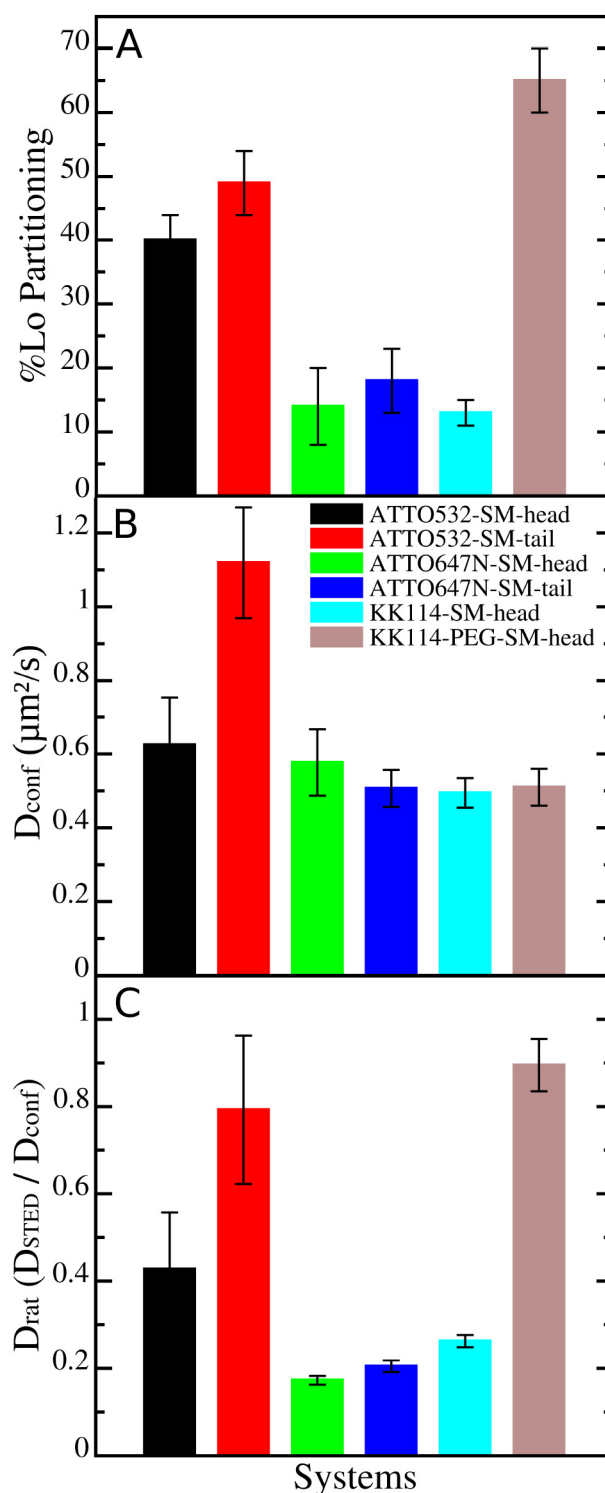 A
70
60
50
40
30
20
10
0
%Lo Partitioning
B
1.2
1
0.8
0.6
0.4
0.2
0
Dconf (μm²/s)
ATTO532-SM-head
ATTO532-SM-tail
ATTO647N-SM-head
ATTO647N-SM-tail
KK114-SM-head
KK114-PEG-SM-head
C
1
0.8
0.6
0.4
0.2
0
Drat (DSTED / Dconf)
Systems